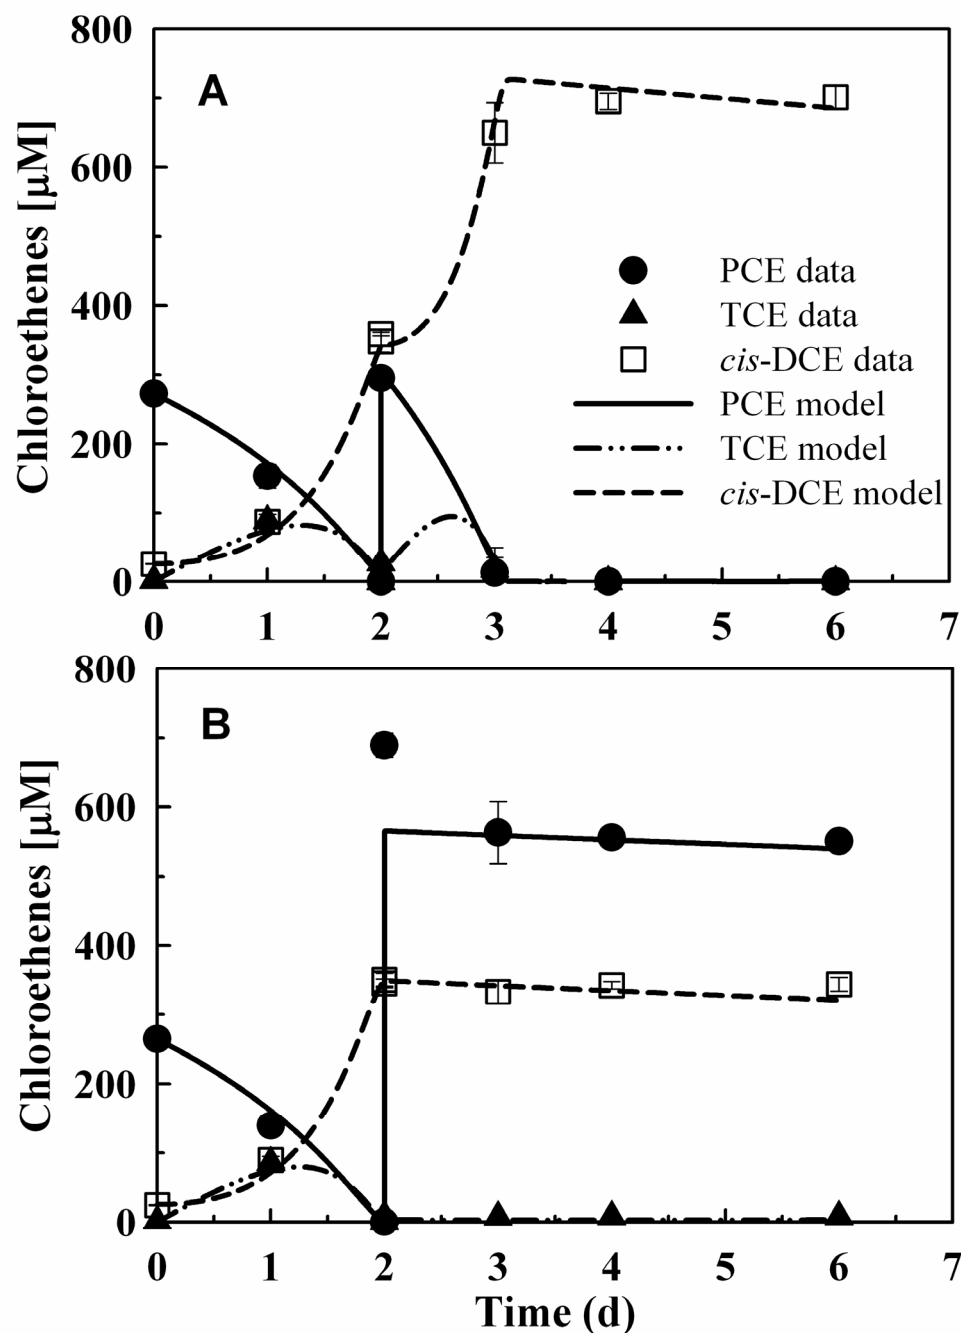 800
A
600
Chloroethenes [µM]
400
200
0
PCE data
TCE data
cis-DCE data
PCE model
TCE model
cis-DCE model
0 1 2 3 4 5 6 7
800
B
600
Chloroethenes [µM]
400
200
0
0 1 2 3 4 5 6 7
Time (d)